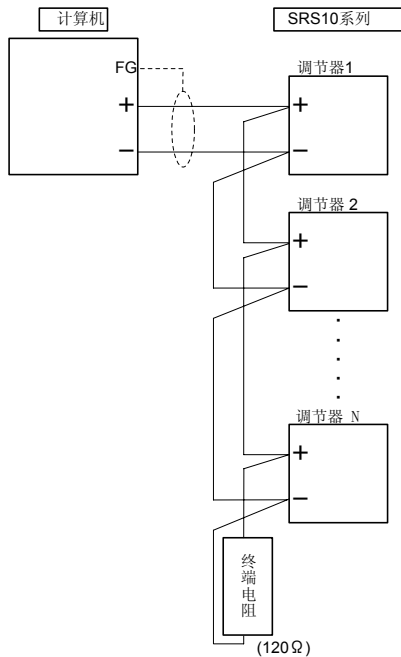 计算机
SRS10系列
FG
+
−
调节器1
+
−
调节器 2
+
−
调节器 N
+
−
终端电阻
(120Ω)